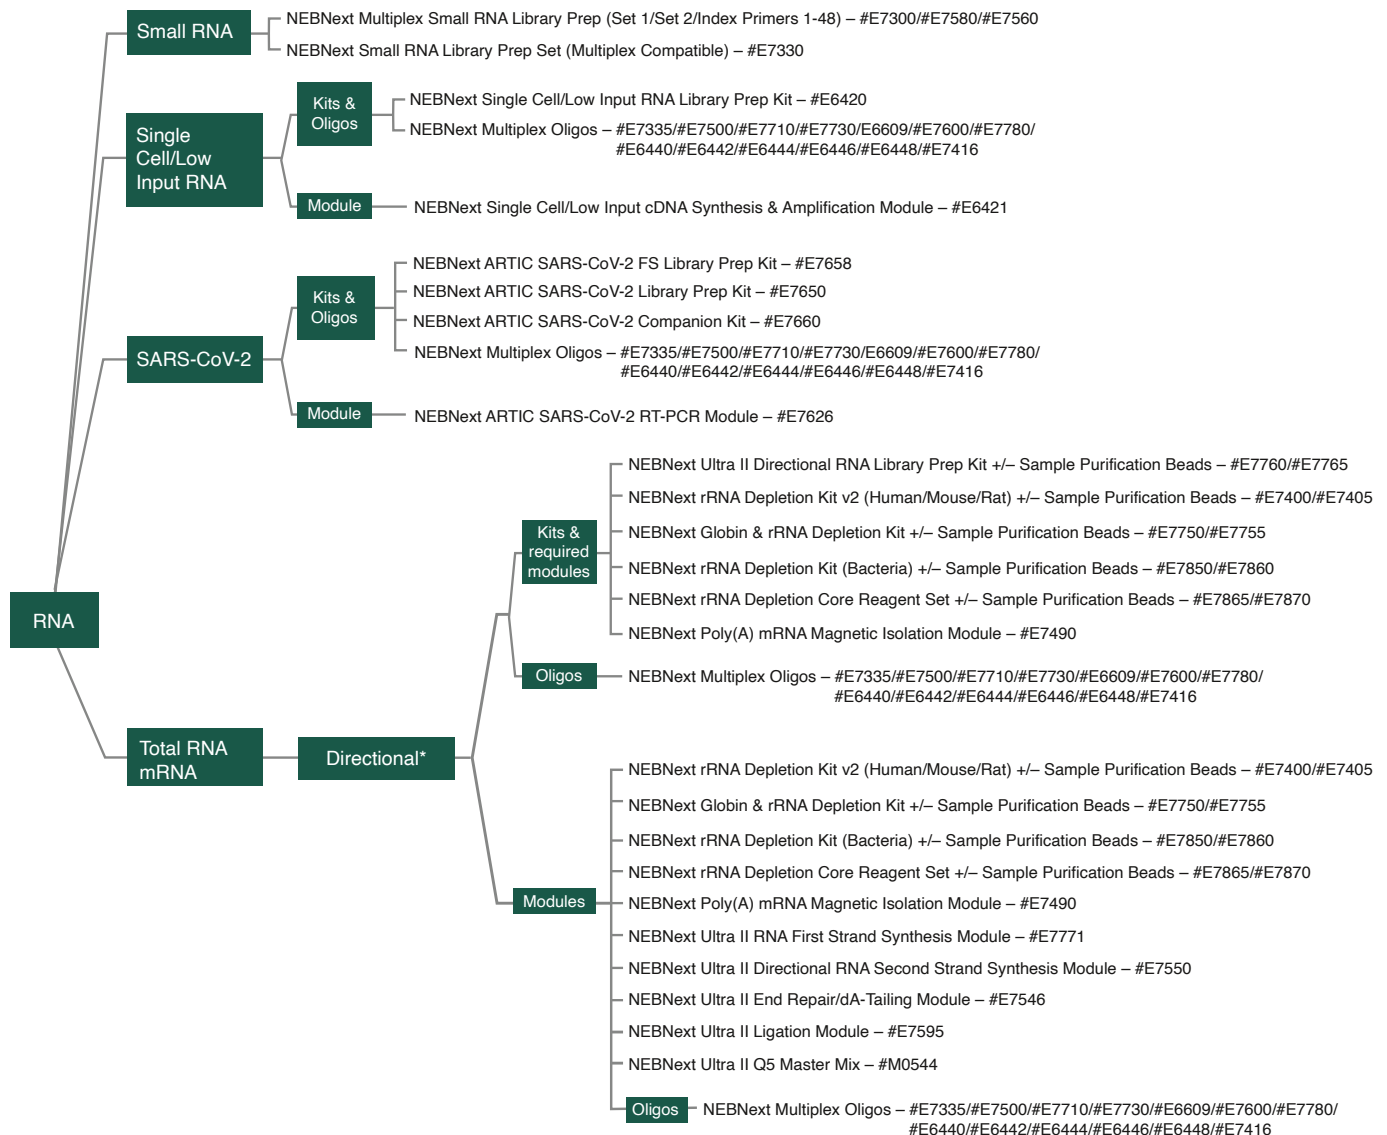 Small RNA
NEBNext Multiplex Small RNA Library Prep (Set 1/Set 2/Index Primers 1-48) – #E7300/#E7580/#E7560
NEBNext Small RNA Library Prep Set (Multiplex Compatible) – #E7330
Single
Cell/Low
Input RNA
Kits &
Oligos
NEBNext Single Cell/Low Input RNA Library Prep Kit – #E6420
NEBNext Multiplex Oligos – #E7335/#E7500/#E7710/#E7730/E6609/#E7600/#E7780/
#E6440/#E6442/#E6444/#E6446/#E6448/#E7416
Module
NEBNext Single Cell/Low Input cDNA Synthesis & Amplification Module – #E6421
SARS-CoV-2
Kits &
Oligos
NEBNext ARTIC SARS-CoV-2 FS Library Prep Kit – #E7658
NEBNext ARTIC SARS-CoV-2 Library Prep Kit – #E7650
NEBNext ARTIC SARS-CoV-2 Companion Kit – #E7660
NEBNext Multiplex Oligos – #E7335/#E7500/#E7710/#E7730/E6609/#E7600/#E7780/
#E6440/#E6442/#E6444/#E6446/#E6448/#E7416
Module
NEBNext ARTIC SARS-CoV-2 RT-PCR Module – #E7626
RNA
Total RNA
mRNA
Directional*
Kits &
required
modules
NEBNext Ultra II Directional RNA Library Prep Kit +/– Sample Purification Beads – #E7760/#E7765
NEBNext rRNA Depletion Kit v2 (Human/Mouse/Rat) +/– Sample Purification Beads – #E7400/#E7405
NEBNext Globin & rRNA Depletion Kit +/– Sample Purification Beads – #E7750/#E7755
NEBNext rRNA Depletion Kit (Bacteria) +/– Sample Purification Beads – #E7850/#E7860
NEBNext rRNA Depletion Core Reagent Set +/– Sample Purification Beads – #E7865/#E7870
NEBNext Poly(A) mRNA Magnetic Isolation Module – #E7490
Oligos
NEBNext Multiplex Oligos – #E7335/#E7500/#E7710/#E7730/#E6609/#E7600/#E7780/
#E6440/#E6442/#E6444/#E6446/#E6448/#E7416
Modules
NEBNext rRNA Depletion Kit v2 (Human/Mouse/Rat) +/– Sample Purification Beads – #E7400/#E7405
NEBNext Globin & rRNA Depletion Kit +/– Sample Purification Beads – #E7750/#E7755
NEBNext rRNA Depletion Kit (Bacteria) +/– Sample Purification Beads – #E7850/#E7860
NEBNext rRNA Depletion Core Reagent Set +/– Sample Purification Beads – #E7865/#E7870
NEBNext Poly(A) mRNA Magnetic Isolation Module – #E7490
NEBNext Ultra II RNA First Strand Synthesis Module – #E7771
NEBNext Ultra II Directional RNA Second Strand Synthesis Module – #E7550
NEBNext Ultra II End Repair/dA-Tailing Module – #E7546
NEBNext Ultra II Ligation Module – #E7595
NEBNext Ultra II Q5 Master Mix – #M0544
Oligos
NEBNext Multiplex Oligos – #E7335/#E7500/#E7710/#E7730/#E6609/#E7600/#E7780/
#E6440/#E6442/#E6444/#E6446/#E6448/#E7416